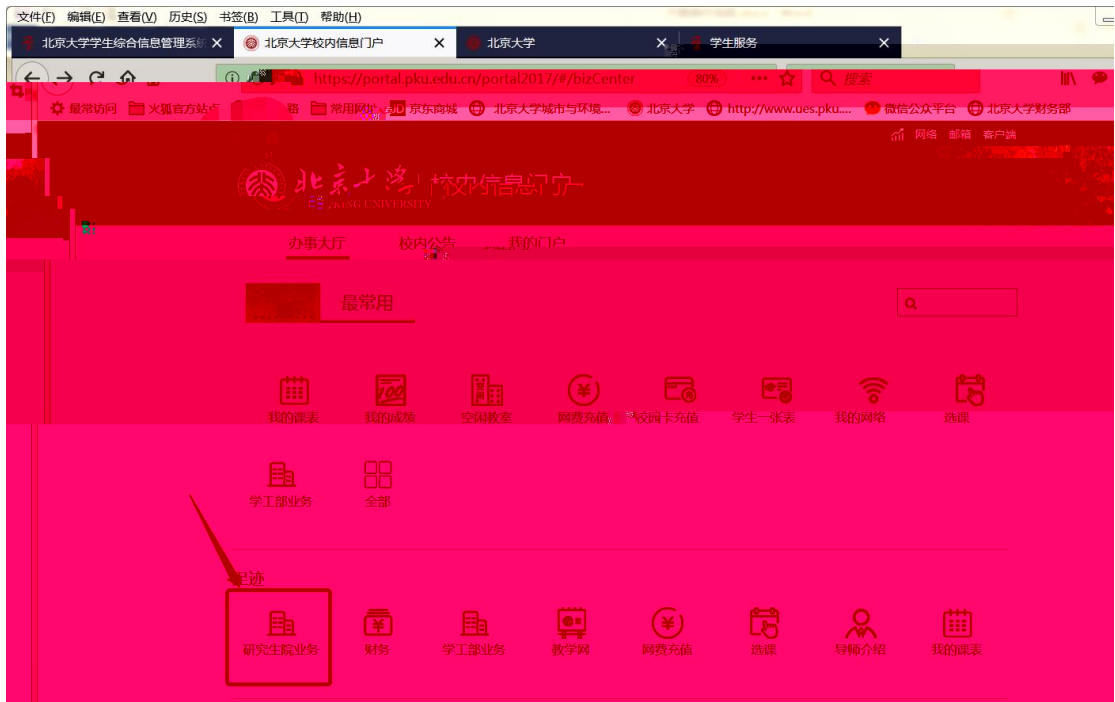 文件(F) 编辑(E) 查看(V) 历史(S) 书签(B) 工具(T) 帮助(H)
北京大学学生综合信息管理系统 北京大学校内信息门户 北京大学 学生服务
https://portal.pku.edu.cn/portal2017/#/bizCenter 80% 搜索
最常访问 火狐官方站点 常用网址 JD 京东商城 北京大学城市与环境... 北京大学 http://www.ues.pku.... 微信公众平台 北京大学财务部
网络 邮箱 客户端
北京大学 校内信息门户
PEKING UNIVERSITY
办事大厅 校内公告 我的门户
最常用
我的课表 我的成绩 空闲教室 网费充值 校园卡充值 学生一张表 我的网络 选课
学工部业务 全部
足迹
研究生院业务 财务 学工部业务 教学网 网费充值 选课 导师介绍 我的课表